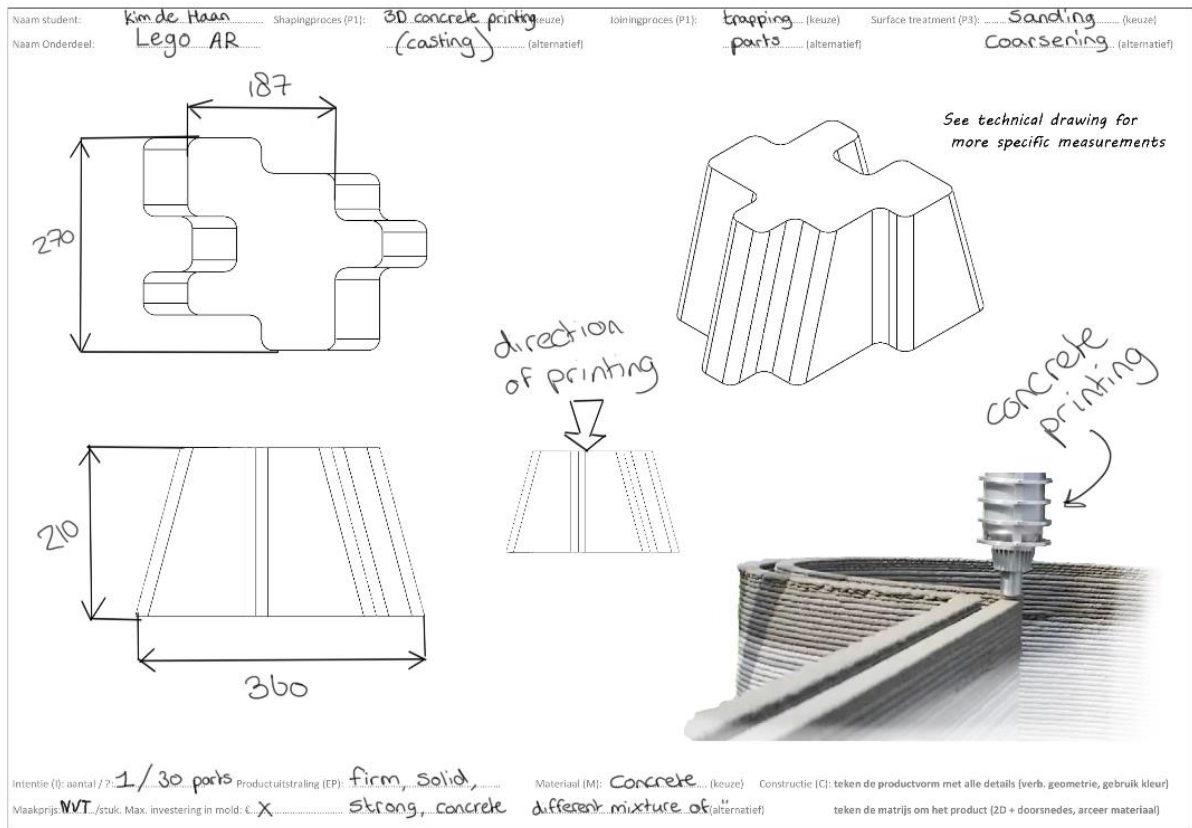 Naam student: Kim de Haan Shapingproces (P1): 3D concrete printing (keuze) Joiningproces (P1): trapping (keuze) Surface treatment (P3): Sanding (keuze)
Naam Onderdeel: Lego AR (casting) (alternatief) parts (alternatief) Coarsening (alternatief)
187
270
See technical drawing for
more specific measurements
direction
of printing
concrete
printing
210
360
Intentie (I): aantal / ?: 1/30 parts Productuitstraling (EP): firm, solid, Materiaal (M): Concrete (keuze) Constructie (C): teken de productvorm met alle details (verb. geometrie, gebruik kleur)
Maakprijs: NVT /stuk. Max. investering in mold: € X strong, concrete different mixture of " (alternatief) teken de matrijs om het product (2D + doorsnedes, arceer materiaal)